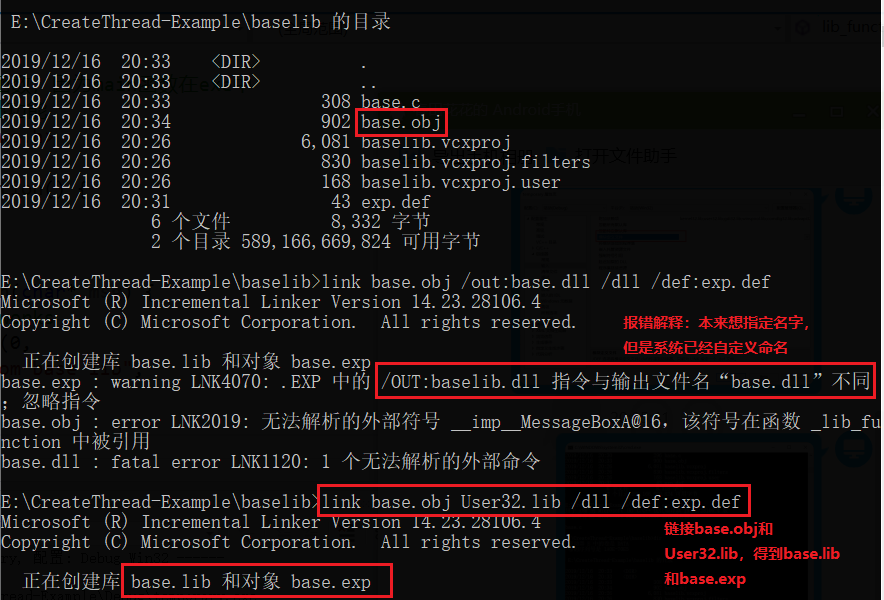 E:\CreateThread-Example\baselib 的目录
2019/12/16  20:33    <DIR>          .
2019/12/16  20:33    <DIR>          ..
2019/12/16  20:33               308 base.c
2019/12/16  20:34               902 base.obj
2019/12/16  20:26             6,081 baselib.vcxproj
2019/12/16  20:26               830 baselib.vcxproj.filters
2019/12/16  20:26               168 baselib.vcxproj.user
2019/12/16  20:31                43 exp.def
6 个文件          8,332 字节
2 个目录 589,166,669,824 可用字节
E:\CreateThread-Example\baselib>link base.obj /out:base.dll /dll /def:exp.def
Microsoft (R) Incremental Linker Version 14.23.28106.4
Copyright (C) Microsoft Corporation.  All rights reserved.
报错解释：本来想指定名字，
但是系统已经自定义命名
正在创建库 base.lib 和对象 base.exp
base.exp : warning LNK4070: .EXP 中的 /OUT:baselib.dll 指令与输出文件名“base.dll”不同
；忽略指令
base.obj : error LNK2019: 无法解析的外部符号 __imp__MessageBoxA@16，该符号在函数 _lib_fu
nction 中被引用
base.dll : fatal error LNK1120: 1 个无法解析的外部命令
E:\CreateThread-Example\baselib>link base.obj User32.lib /dll /def:exp.def
Microsoft (R) Incremental Linker Version 14.23.28106.4
Copyright (C) Microsoft Corporation.  All rights reserved.
链接base.obj和
User32.lib，得到base.lib
和base.exp
正在创建库 base.lib 和对象 base.exp